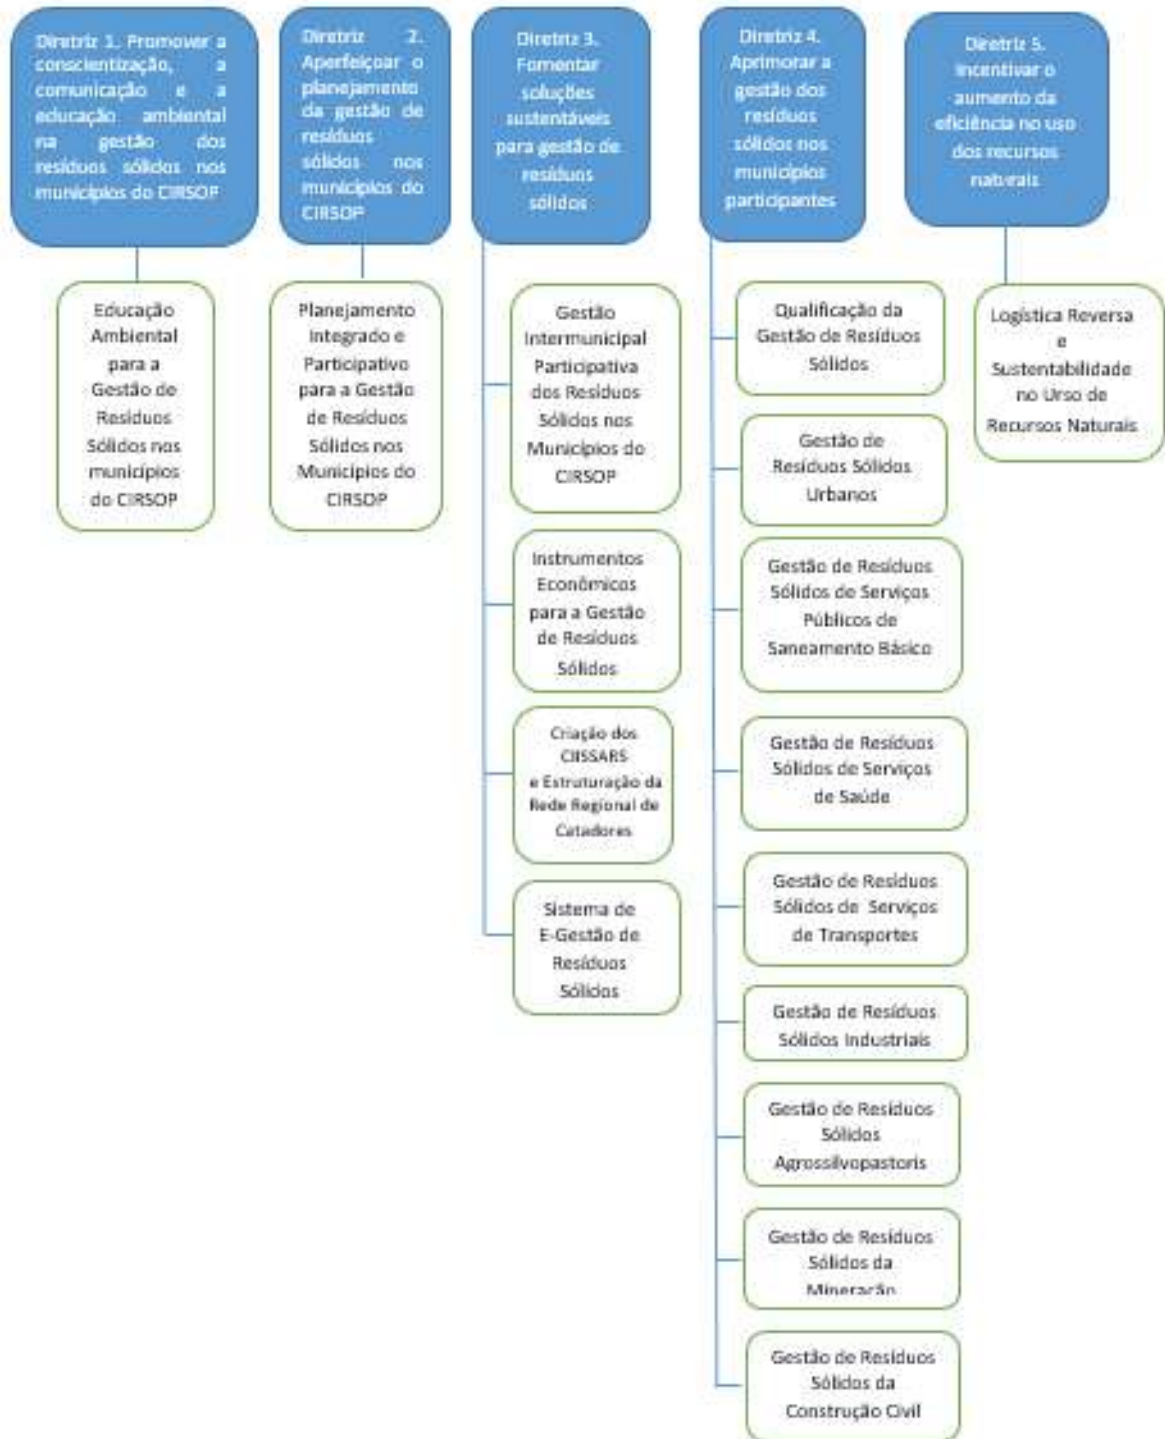 Diretriz 1. Promover a
conscientização, a
comunicação e a
educação ambiental
na gestão dos
resíduos sólidos nos
municípios do CIRSOP
Diretriz 2.
Aperfeiçoar o
planejamento
da gestão de
resíduos
sólidos nos
municípios do
CIRSOP
Diretriz 3.
Fomentar
soluções
sustentáveis
para gestão de
resíduos
sólidos
Diretriz 4.
Aprimorar a
gestão dos
resíduos
sólidos nos
municípios
participantes
Diretriz 5.
Incentivar o
aumento da
eficiência no uso
dos recursos
naturais
Educação
Ambiental
para a
Gestão de
Resíduos
Sólidos nos
municípios
do CIRSOP
Planejamento
Integrado e
Participativo
para a Gestão
de Resíduos
Sólidos nos
Municípios do
CIRSOP
Gestão
Intermunicipal
Participativa
dos Resíduos
Sólidos nos
Municípios do
CIRSOP
Instrumentos
Econômicos
para a Gestão
de Resíduos
Sólidos
Criação dos
CIISSARS
e Estruturação da
Rede Regional de
Catadores
Sistema de
E-Gestão de
Resíduos
Sólidos
Qualificação da
Gestão de Resíduos
Sólidos
Gestão de
Resíduos Sólidos
Urbanos
Gestão de Resíduos
Sólidos de Serviços
Públicos de
Saneamento Básico
Gestão de Resíduos
Sólidos de Serviços
de Saúde
Gestão de Resíduos
Sólidos de Serviços
de Transportes
Gestão de Resíduos
Sólidos Industriais
Gestão de Resíduos
Sólidos
Agrossilvopastoris
Gestão de Resíduos
Sólidos da
Mineração
Gestão de Resíduos
Sólidos da
Construção Civil
Logística Reversa
e
Sustentabilidade
no Urso de
Recursos Naturais